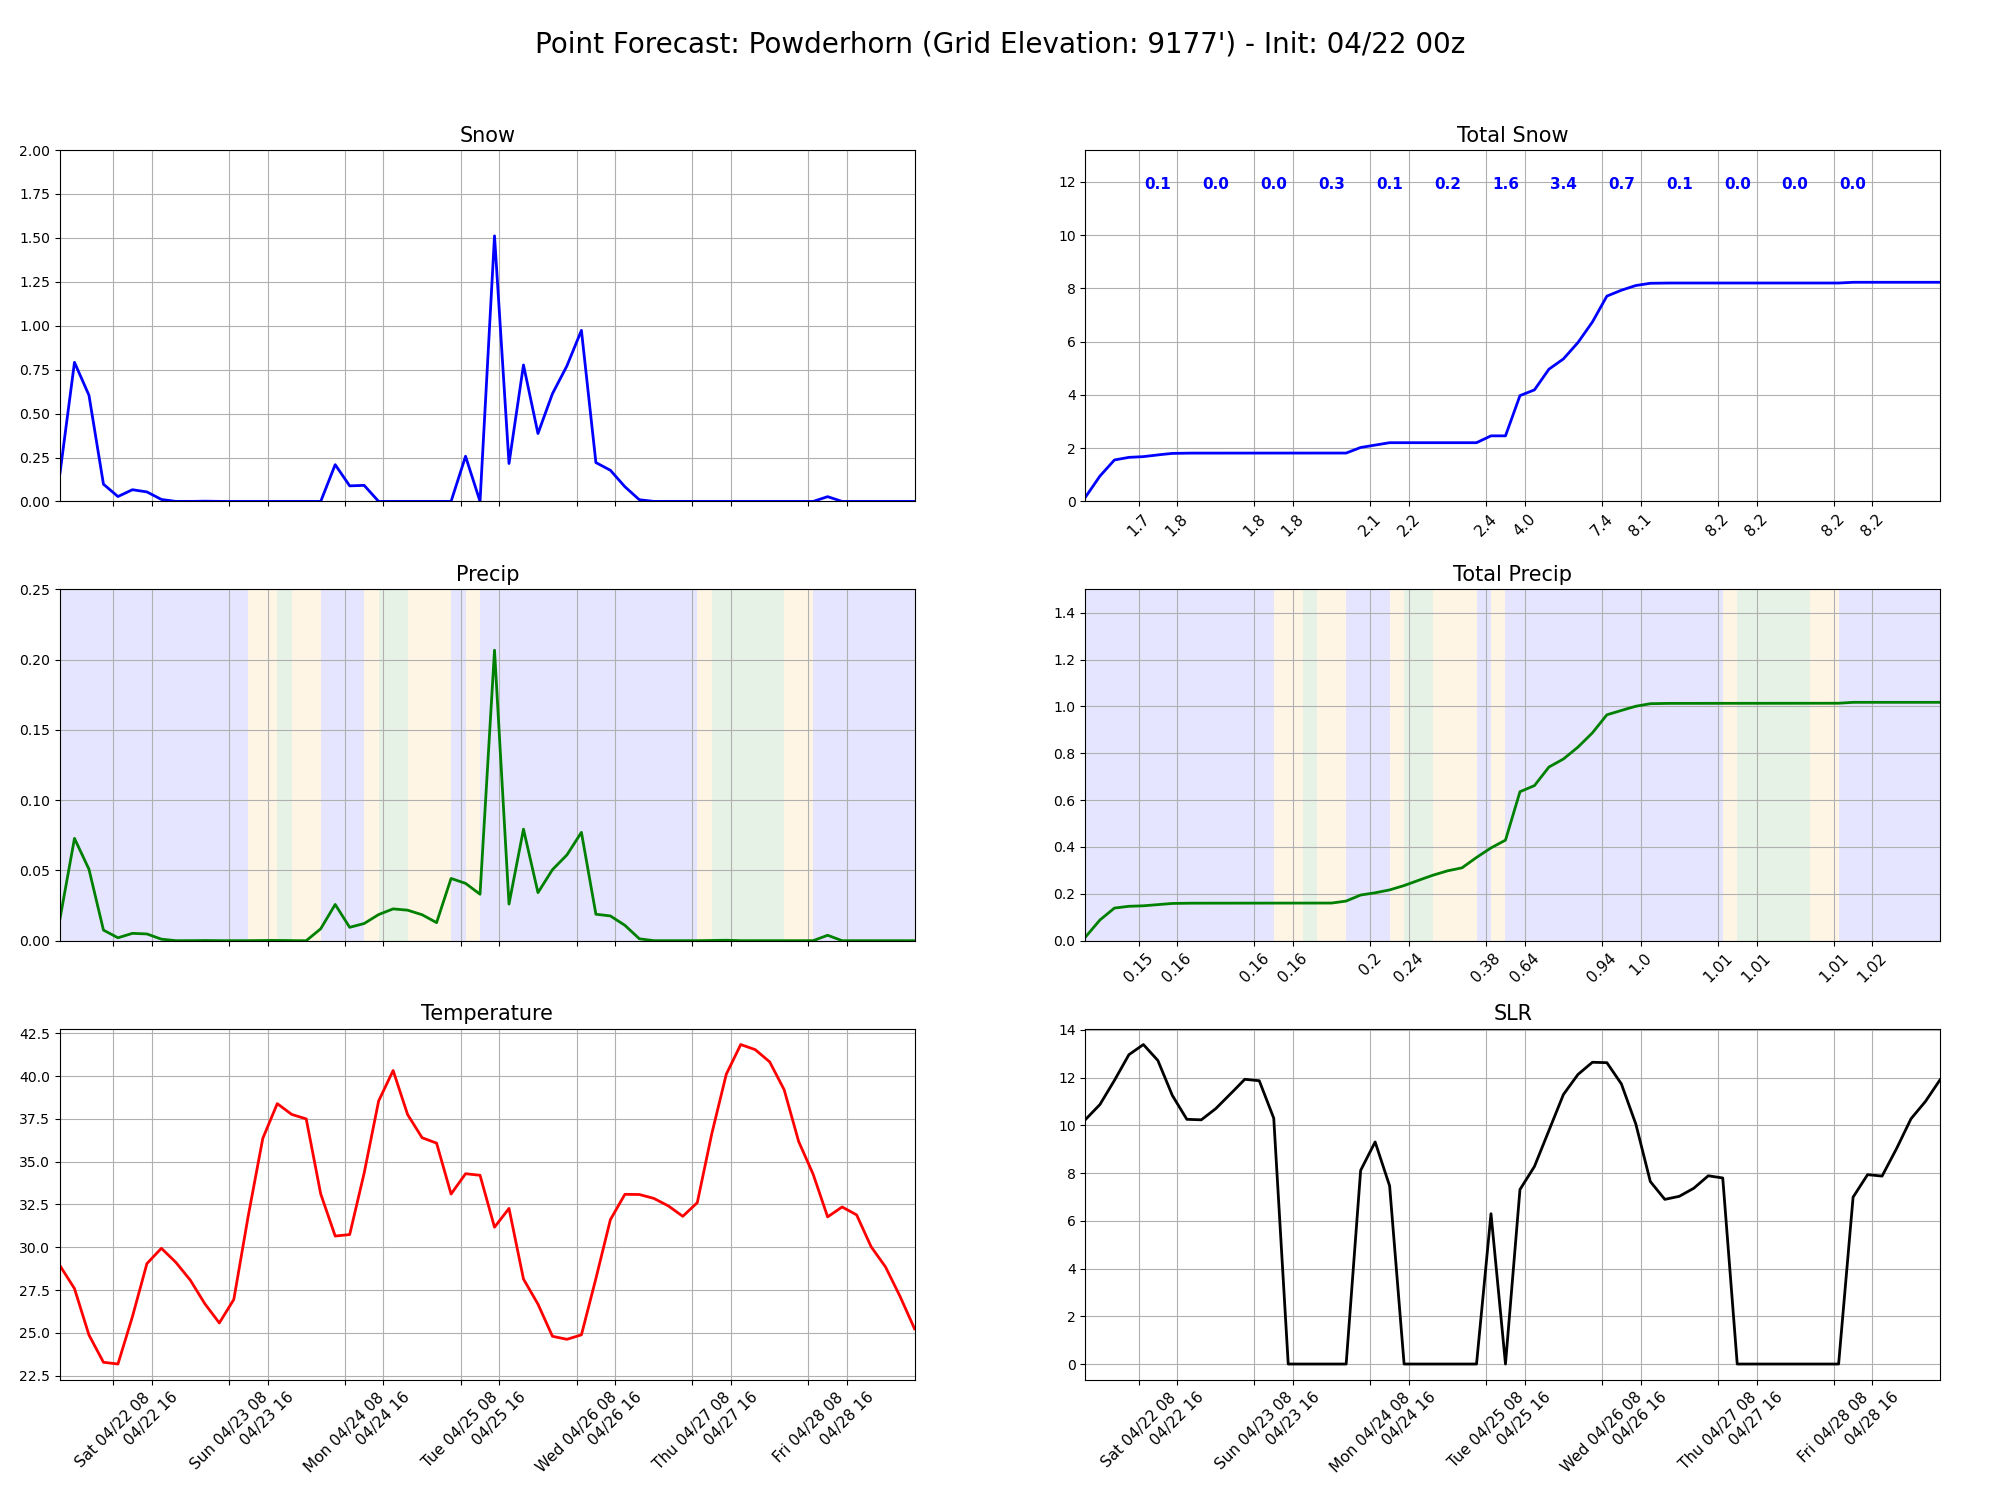 Point Forecast: Powderhorn (Grid Elevation: 9177') - Init: 04/22 00z
Snow
2.00
1.75
1.50
1.25
1.00
0.75
0.50
0.25
0.00
Total Snow
12
10
8
6
4
2
0
0.1 0.0 0.0 0.3 0.1 0.2 1.6 3.4 0.7 0.1 0.0 0.0 0.0
1.7 1.8 1.8 1.8 2.1 2.2 2.4 4.0 7.4 8.1 8.2 8.2 8.2 8.2
Precip
0.25
0.20
0.15
0.10
0.05
0.00
Total Precip
1.4
1.2
1.0
0.8
0.6
0.4
0.2
0.0
0.15 0.16 0.16 0.16 0.2 0.24 0.38 0.64 0.94 1.0 1.01 1.01 1.01 1.02
Temperature
42.5
40.0
37.5
35.0
32.5
30.0
27.5
25.0
22.5
Sat 04/22 08
04/22 16
Sun 04/23 08
04/23 16
Mon 04/24 08
04/24 16
Tue 04/25 08
04/25 16
Wed 04/26 08
04/26 16
Thu 04/27 08
04/27 16
Fri 04/28 08
04/28 16
SLR
14
12
10
8
6
4
2
0
Sat 04/22 08
04/22 16
Sun 04/23 08
04/23 16
Mon 04/24 08
04/24 16
Tue 04/25 08
04/25 16
Wed 04/26 08
04/26 16
Thu 04/27 08
04/27 16
Fri 04/28 08
04/28 16